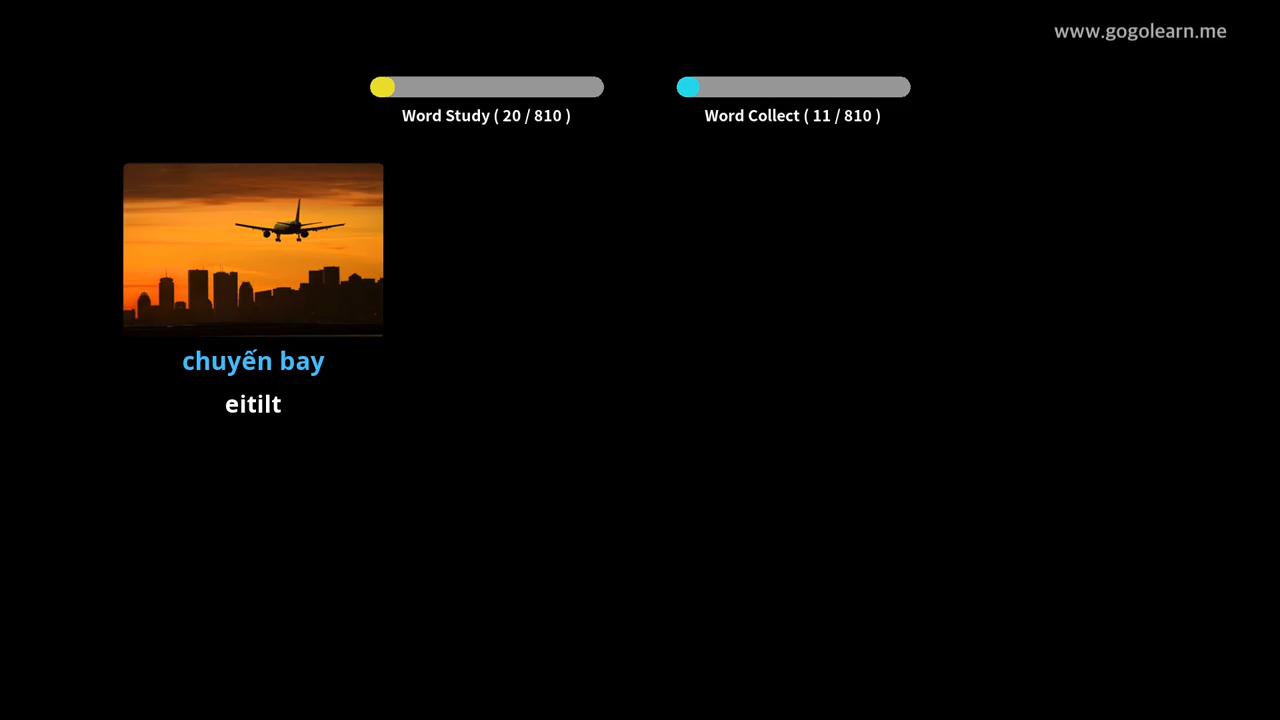 www.gogolearn.me
Word Study ( 20 / 810 )
Word Collect ( 11 / 810 )
chuyến bay
eitilt